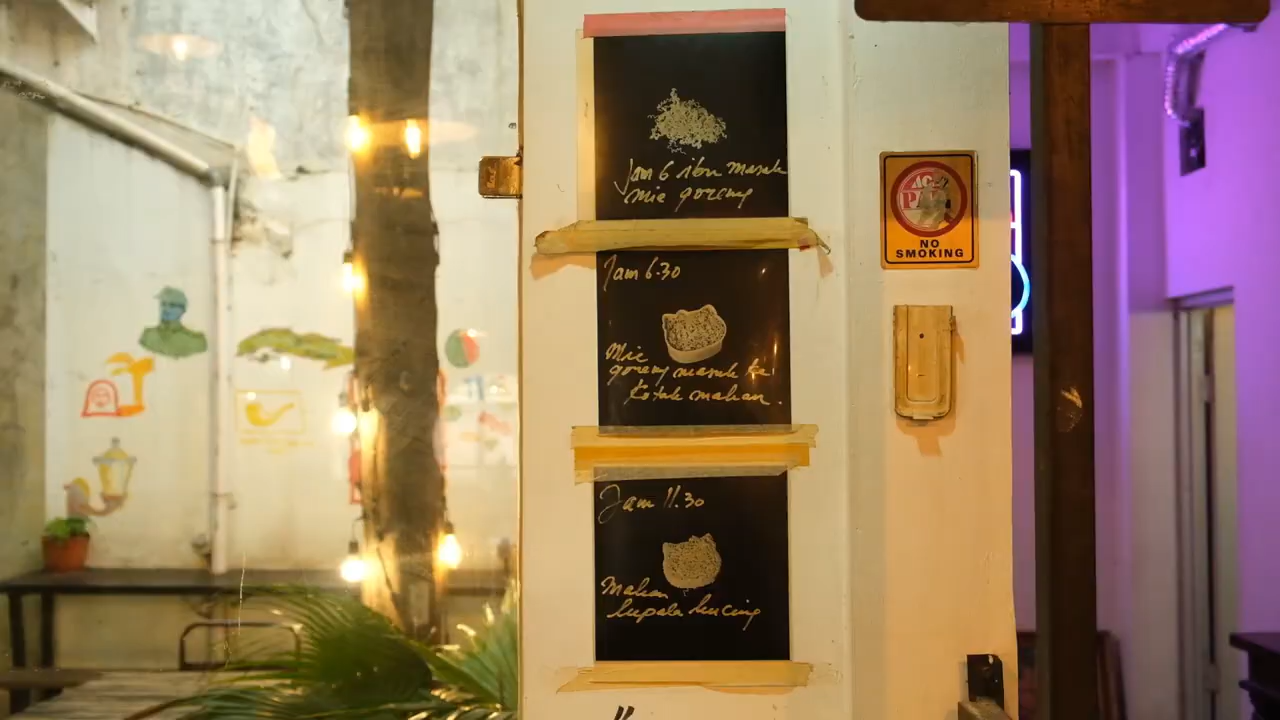 Jam 6 ibu masak
mie goreng
Jam 6.30
Mie
goreng masuk ke
kotak makan.
Jam 11.30
Makan
kepala kucing
NO
SMOKING